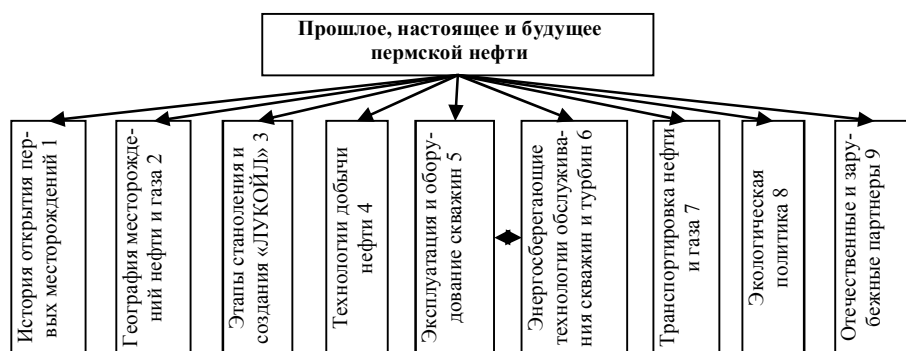 Прошлое, настоящее и будущее
пермской нефти
История открытия пер-
вых месторождений 1
География месторожде-
ний нефти и газа 2
Этапы станоления и
создания «ЛУКОЙЛ» 3
Технологии добычи
нефти 4
Эксплуатация и обору-
дование скважин 5
Энергосберегающие
технологии обслужива-
ния скважин и турбин 6
Транспортировка нефти
и газа 7
Экологическая
политика 8
Отечественные и зару-
бежные партнеры 9